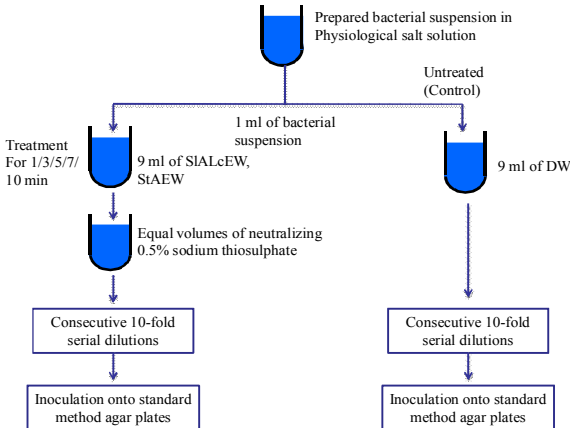 Prepared bacterial suspension in
Physiological salt solution
Untreated
(Control)
1 ml of bacterial
suspension
Treatment
For 1/3/5/7/
10 min
9 ml of SlALcEW,
StAEW
9 ml of DW
Equal volumes of neutralizing
0.5% sodium thiosulphate
Consecutive 10-fold
serial dilutions
Consecutive 10-fold
serial dilutions
Inoculation onto standard
method agar plates
Inoculation onto standard
method agar plates